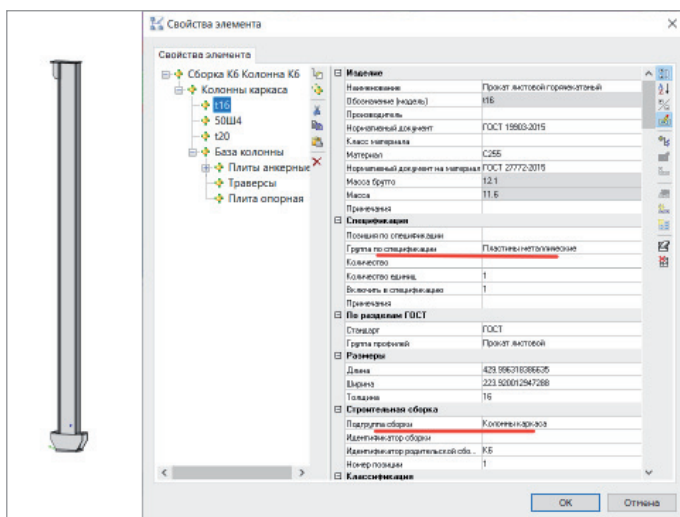 Свойства элемента
Свойства элемента
Сборка К6 Колонна К6
Колонны каркаса
t16
50Ш4
t20
База колонны
Плиты анкерные
Траверсы
Плита опорная
Изделие
Наименование Прокат листовой горячекатаный
Обозначение (модель) t16
Производитель
Нормативный документ ГОСТ 19903-2015
Класс материала
Материал С255
Нормативный документ на материал ГОСТ 27772-2015
Масса брутто 12.1
Масса 11.6
Примечания
Спецификация
Позиция по спецификации
Группа по спецификации Пластины металлические
Количество
Количество единиц 1
Включить в спецификацию 1
Примечания
По разделам ГОСТ
Стандарт ГОСТ
Группа профилей Прокат листовой
Размеры
Длина 429.996318386635
Ширина 223.920012947288
Толщина 16
Строительная сборка
Подгруппа сборки Колонны каркаса
Идентификатор сборки
Идентификатор родительской сбо... К6
Номер позиции 1
Классификация
ОК Отмена